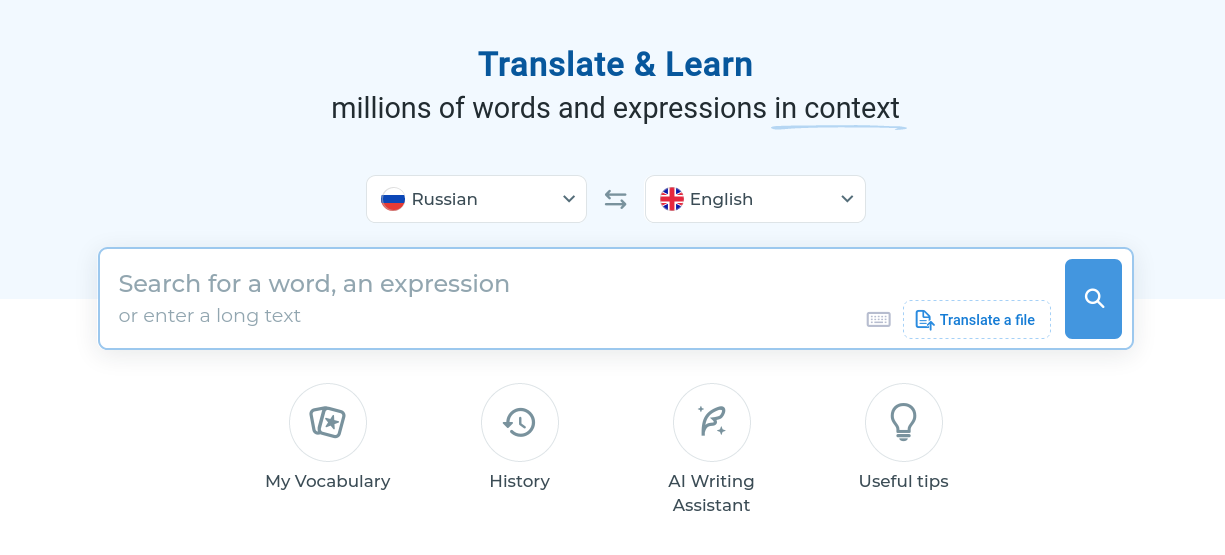 Translate & Learn
millions of words and expressions in context
Russian
English
Search for a word, an expression
or enter a long text
Translate a file
My Vocabulary
History
AI Writing
Assistant
Useful tips